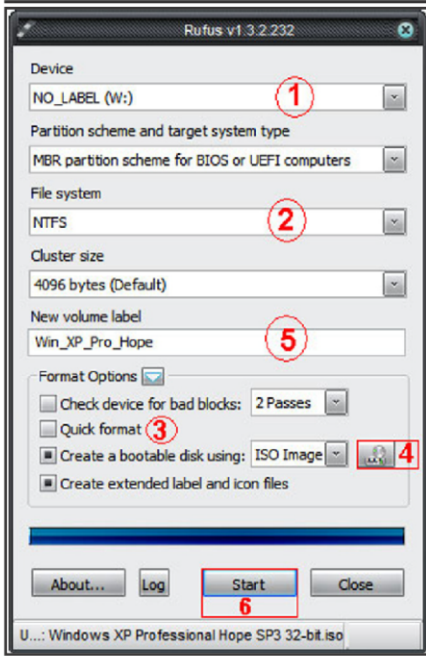 Rufus v1.3.2.232
Device
NO_LABEL (W:) 1
Partition scheme and target system type
MBR partition scheme for BIOS or UEFI computers
File system
NTFS 2
Cluster size
4096 bytes (Default)
New volume label
Win_XP_Pro_Hope 5
Format Options
Check device for bad blocks: 2 Passes
Quick format 3
Create a bootable disk using: ISO Image 4
Create extended label and icon files
About... Log Start Close
6
U...: Windows XP Professional Hope SP3 32-bit.iso